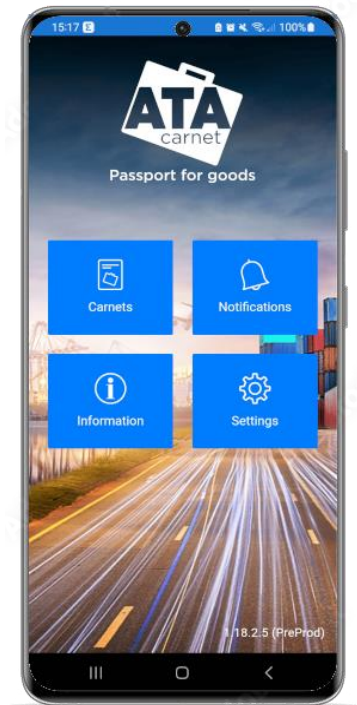 15:17
100%
ATA
carnet
Passport for goods
Carnets
Notifications
Information
Settings
1.18.2.5 (PreProd)